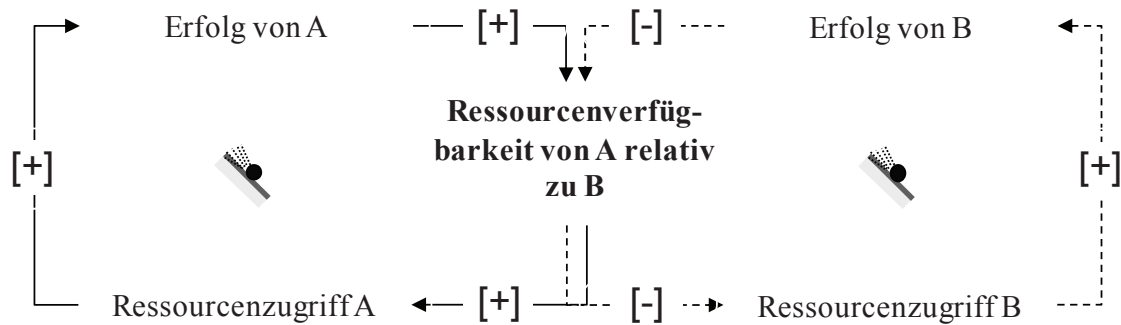 Erfolg von A [+] [-] Erfolg von B
Ressourcenverfüg-
barkeit von A relativ
zu B
[+] [+]
Ressourcenzugriff A [+] [-] Ressourcenzugriff B